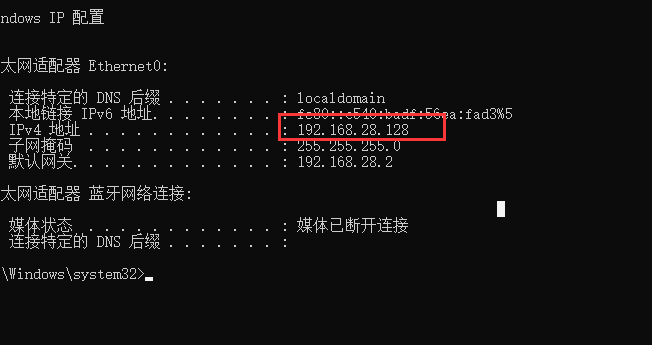 ndows IP 配置
太网适配器 Ethernet0:
连接特定的 DNS 后缀 . . . . . . . : localdomain
本地链接 IPv6 地址. . . . . . . . : fe80::c540:badf:56aa:fad3%5
IPv4 地址 . . . . . . . . . . . . : 192.168.28.128
子网掩码 . . . . . . . . . . . . : 255.255.255.0
默认网关. . . . . . . . . . . . . : 192.168.28.2
太网适配器 蓝牙网络连接:
媒体状态 . . . . . . . . . . . . : 媒体已断开连接
连接特定的 DNS 后缀 . . . . . . . :
\Windows\system32>